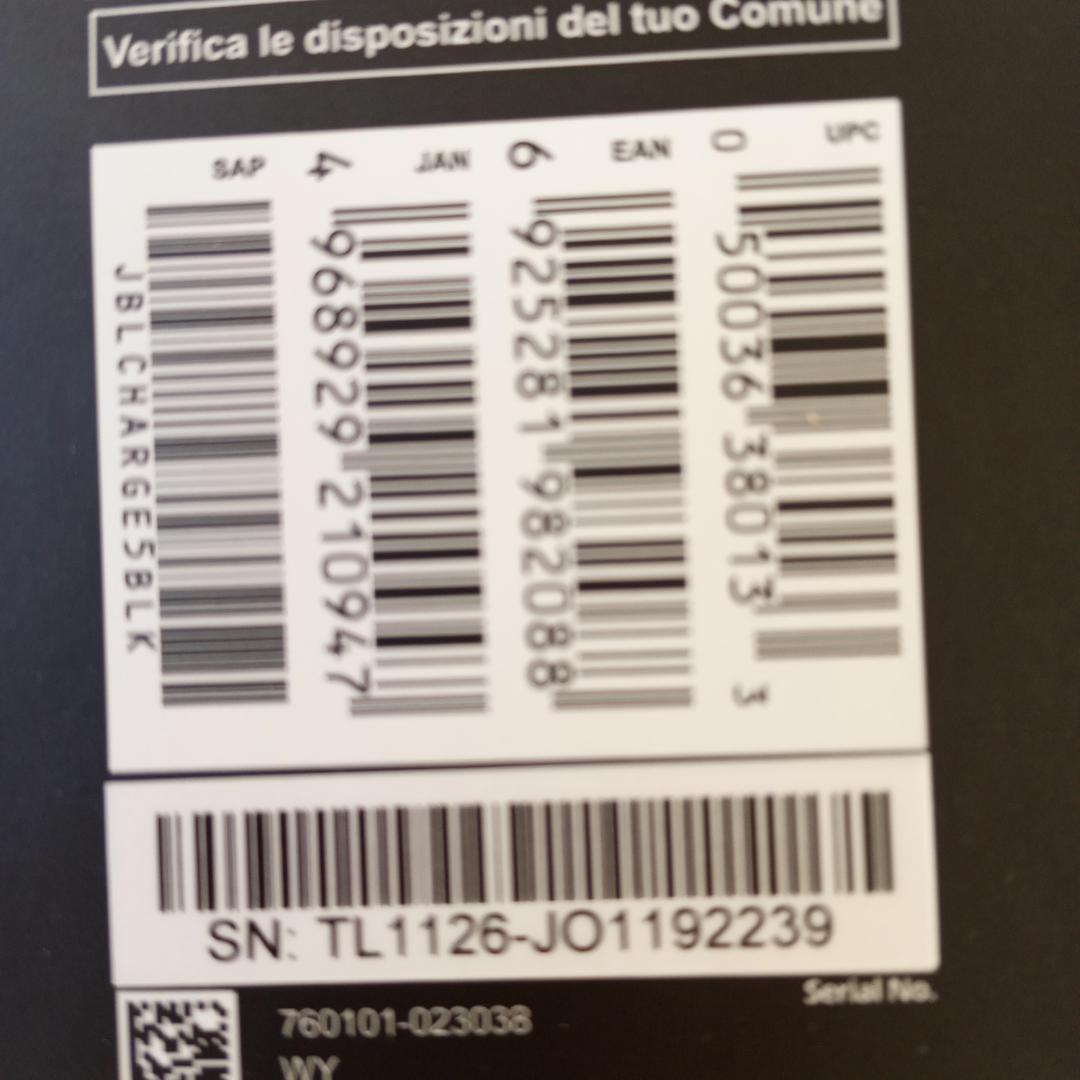 Verifica le disposizioni del tuo Comune
SAP
JBLCHARGE5BLK
JAN
4 968929 210947
EAN
6 925281 982088
UPC
0 50036 38013 3
SN: TL1126-JO1192239
Serial No.
760101-023038
WY